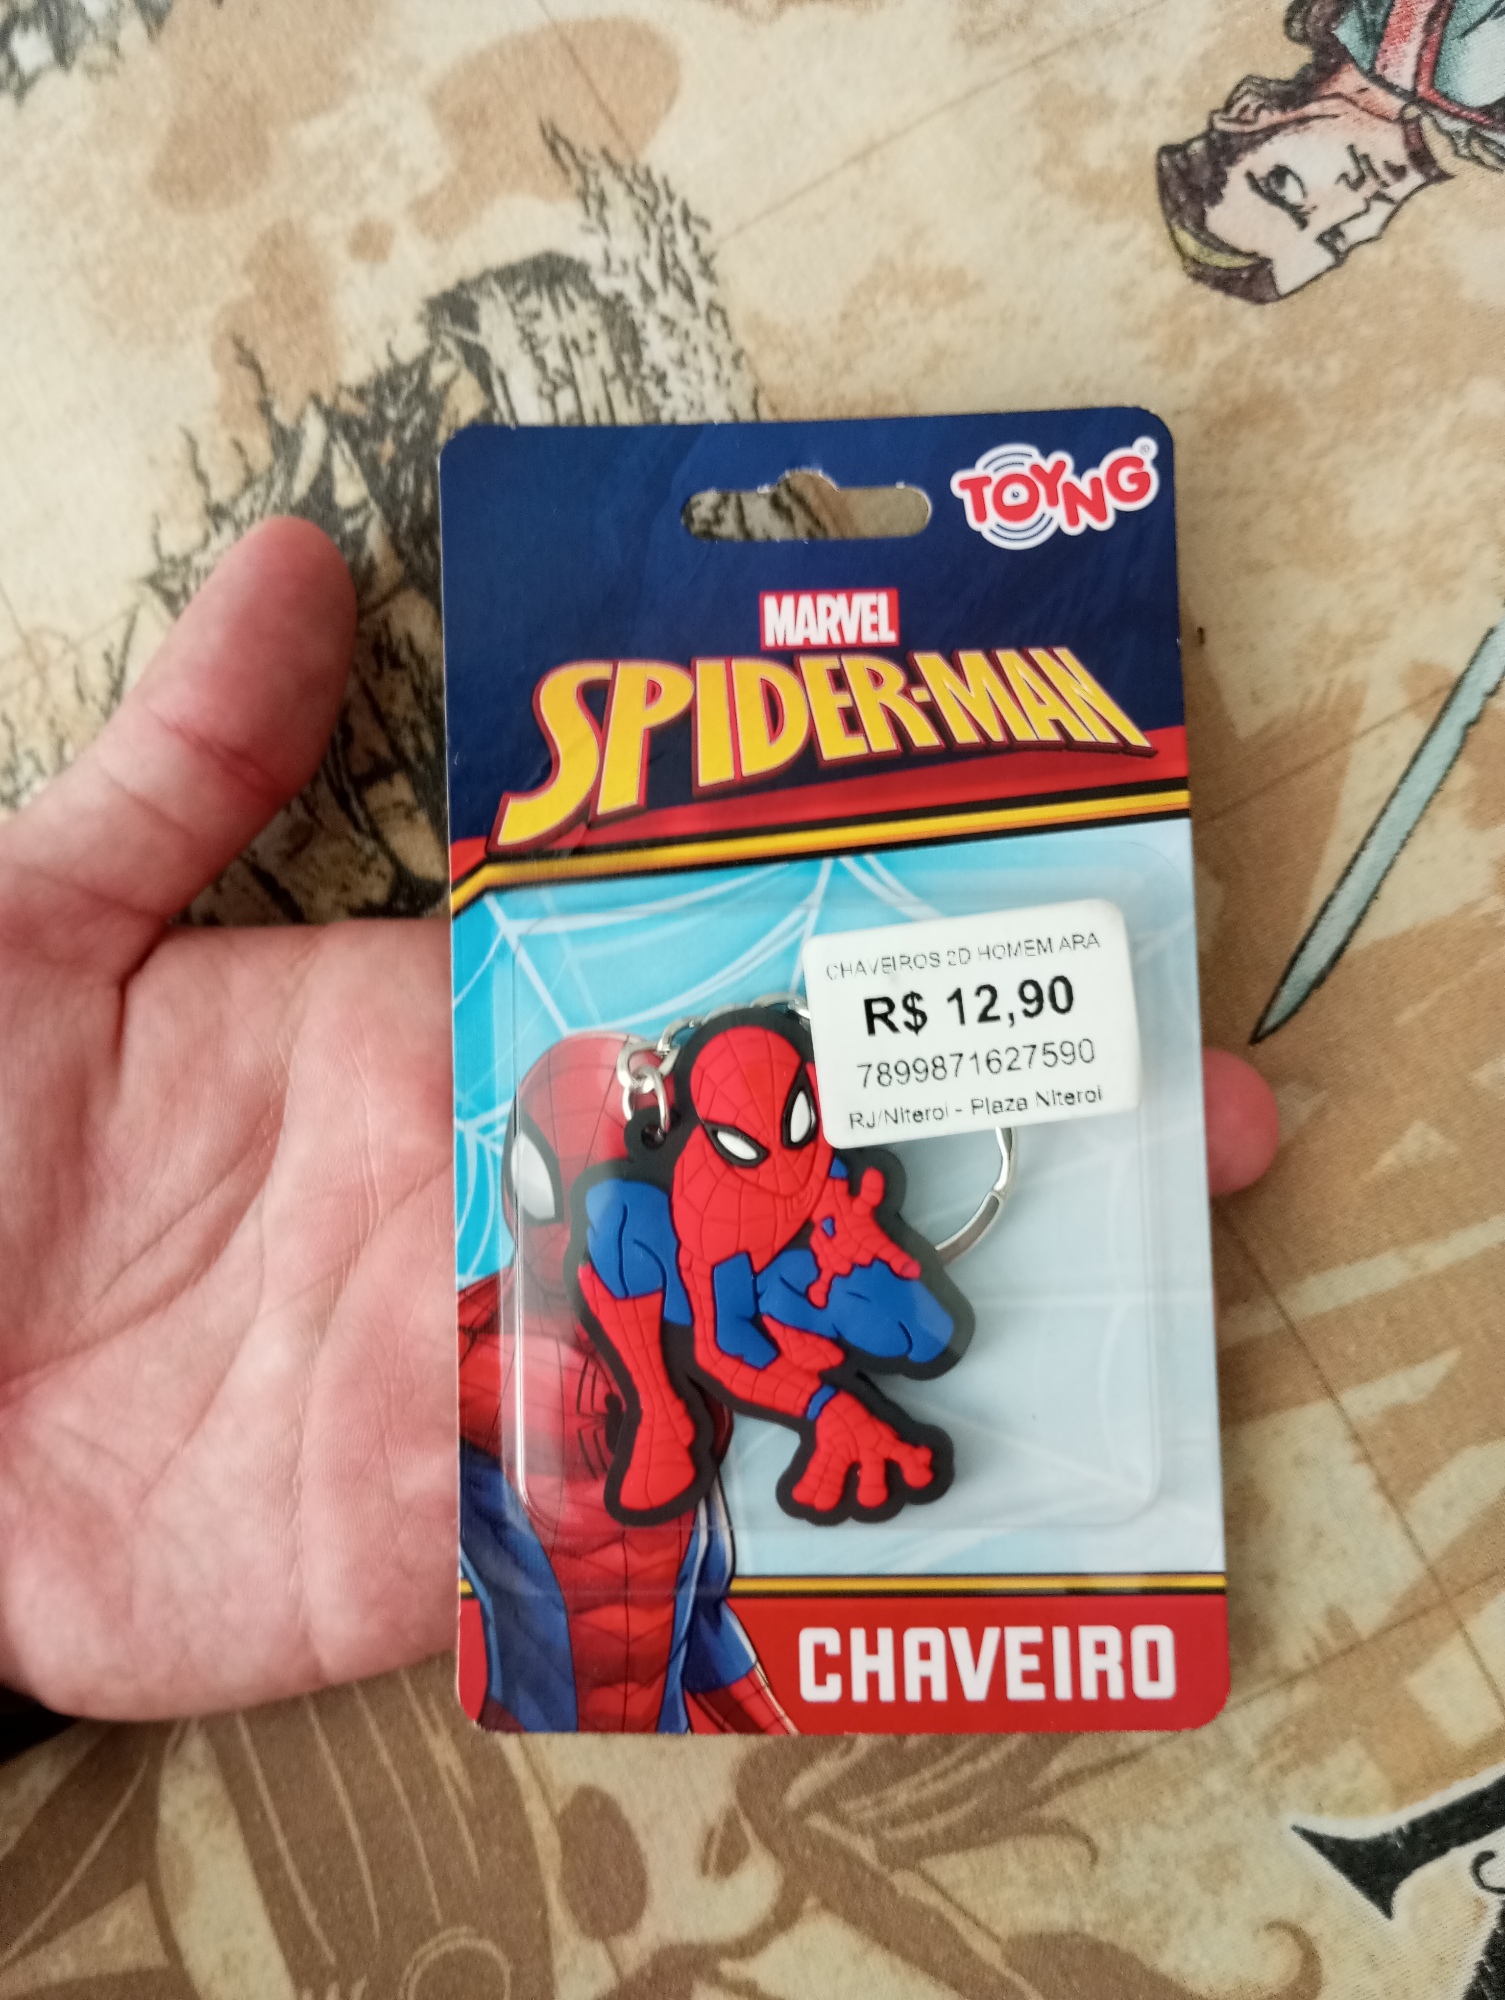 TOYNG
MARVEL
SPIDER-MAN
CHAVEIROS 2D HOMEM ARA
R$ 12,90
7899871627590
RJ/Niteroi - Plaza Niteroi
CHAVEIRO